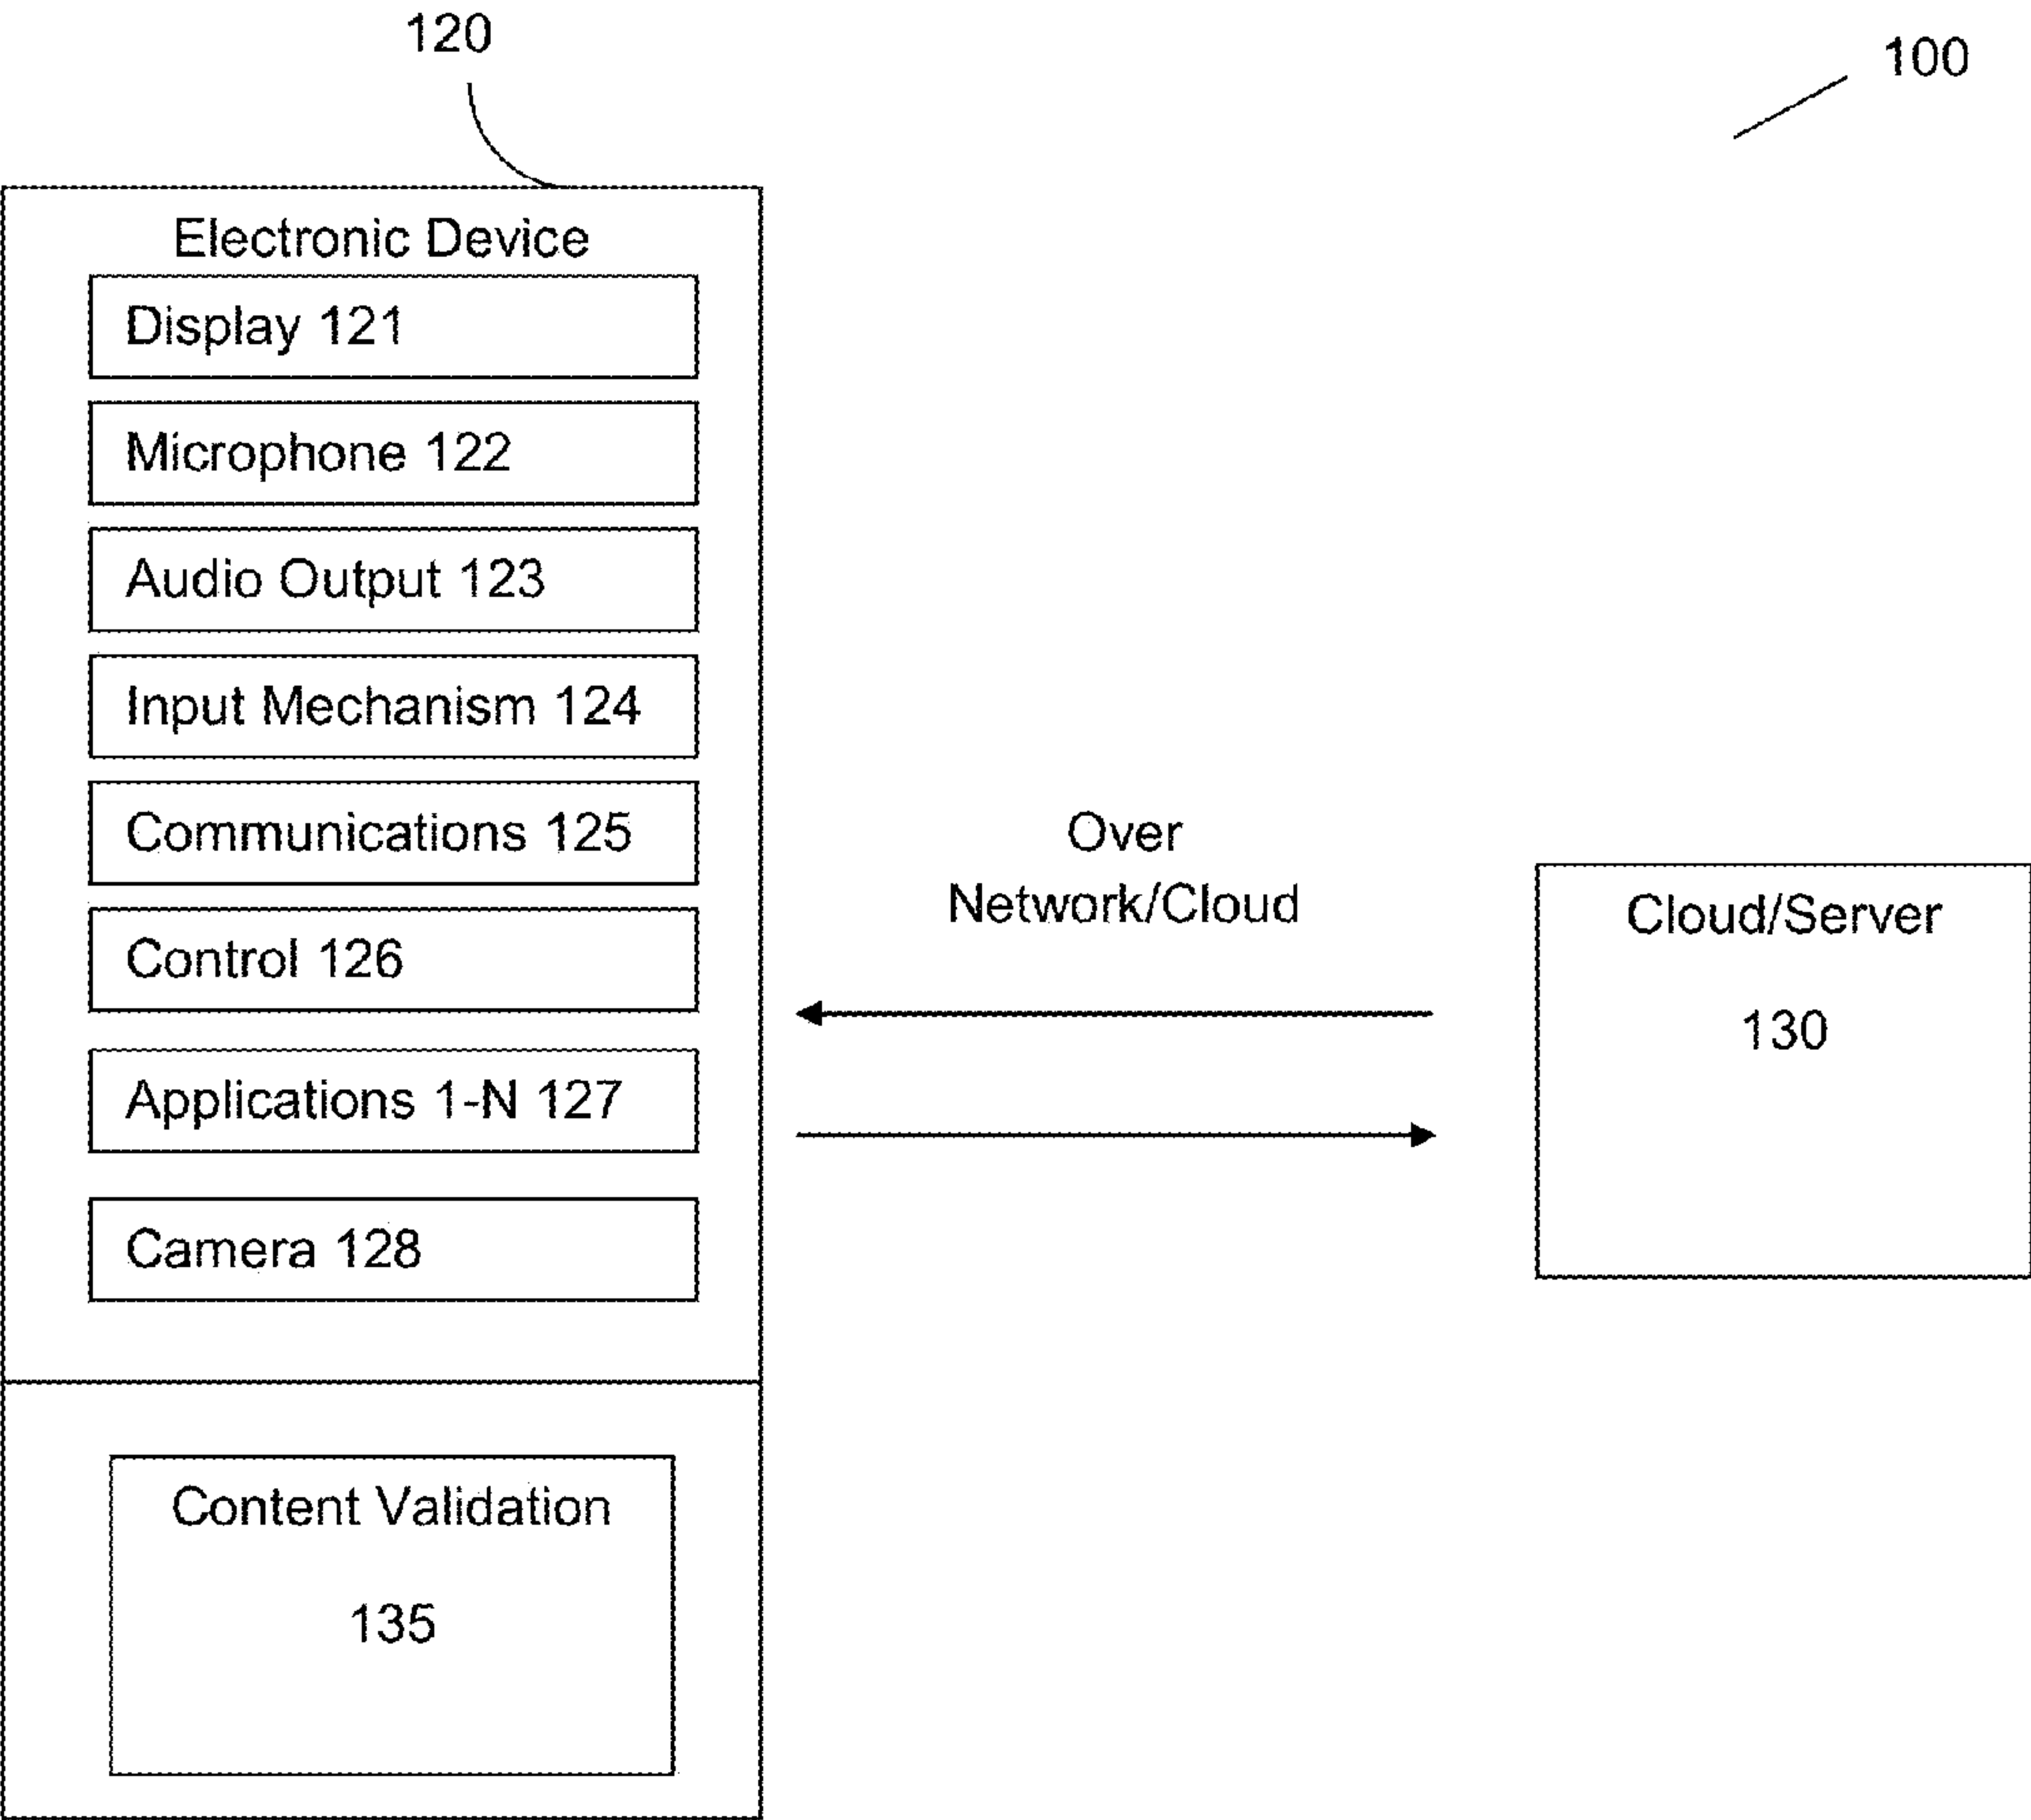 120
100
Electronic Device
Display 121
Microphone 122
Audio Output 123
Input Mechanism 124
Communications 125
Control 126
Applications 1-N 127
Camera 128
Over
Network/Cloud
Cloud/Server
130
Content Validation
135